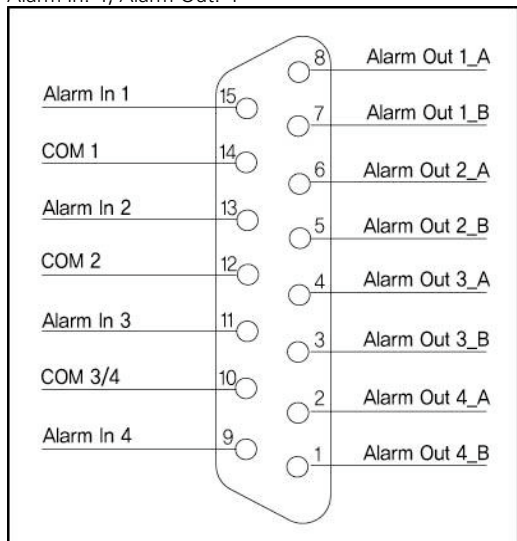 Alarm In: 4, Alarm Out: 4
8 Alarm Out 1_A
Alarm In 1 15
7 Alarm Out 1_B
COM 1 14
6 Alarm Out 2_A
Alarm In 2 13
5 Alarm Out 2_B
COM 2 12
4 Alarm Out 3_A
Alarm In 3 11
3 Alarm Out 3_B
COM 3/4 10
2 Alarm Out 4_A
Alarm In 4 9
1 Alarm Out 4_B